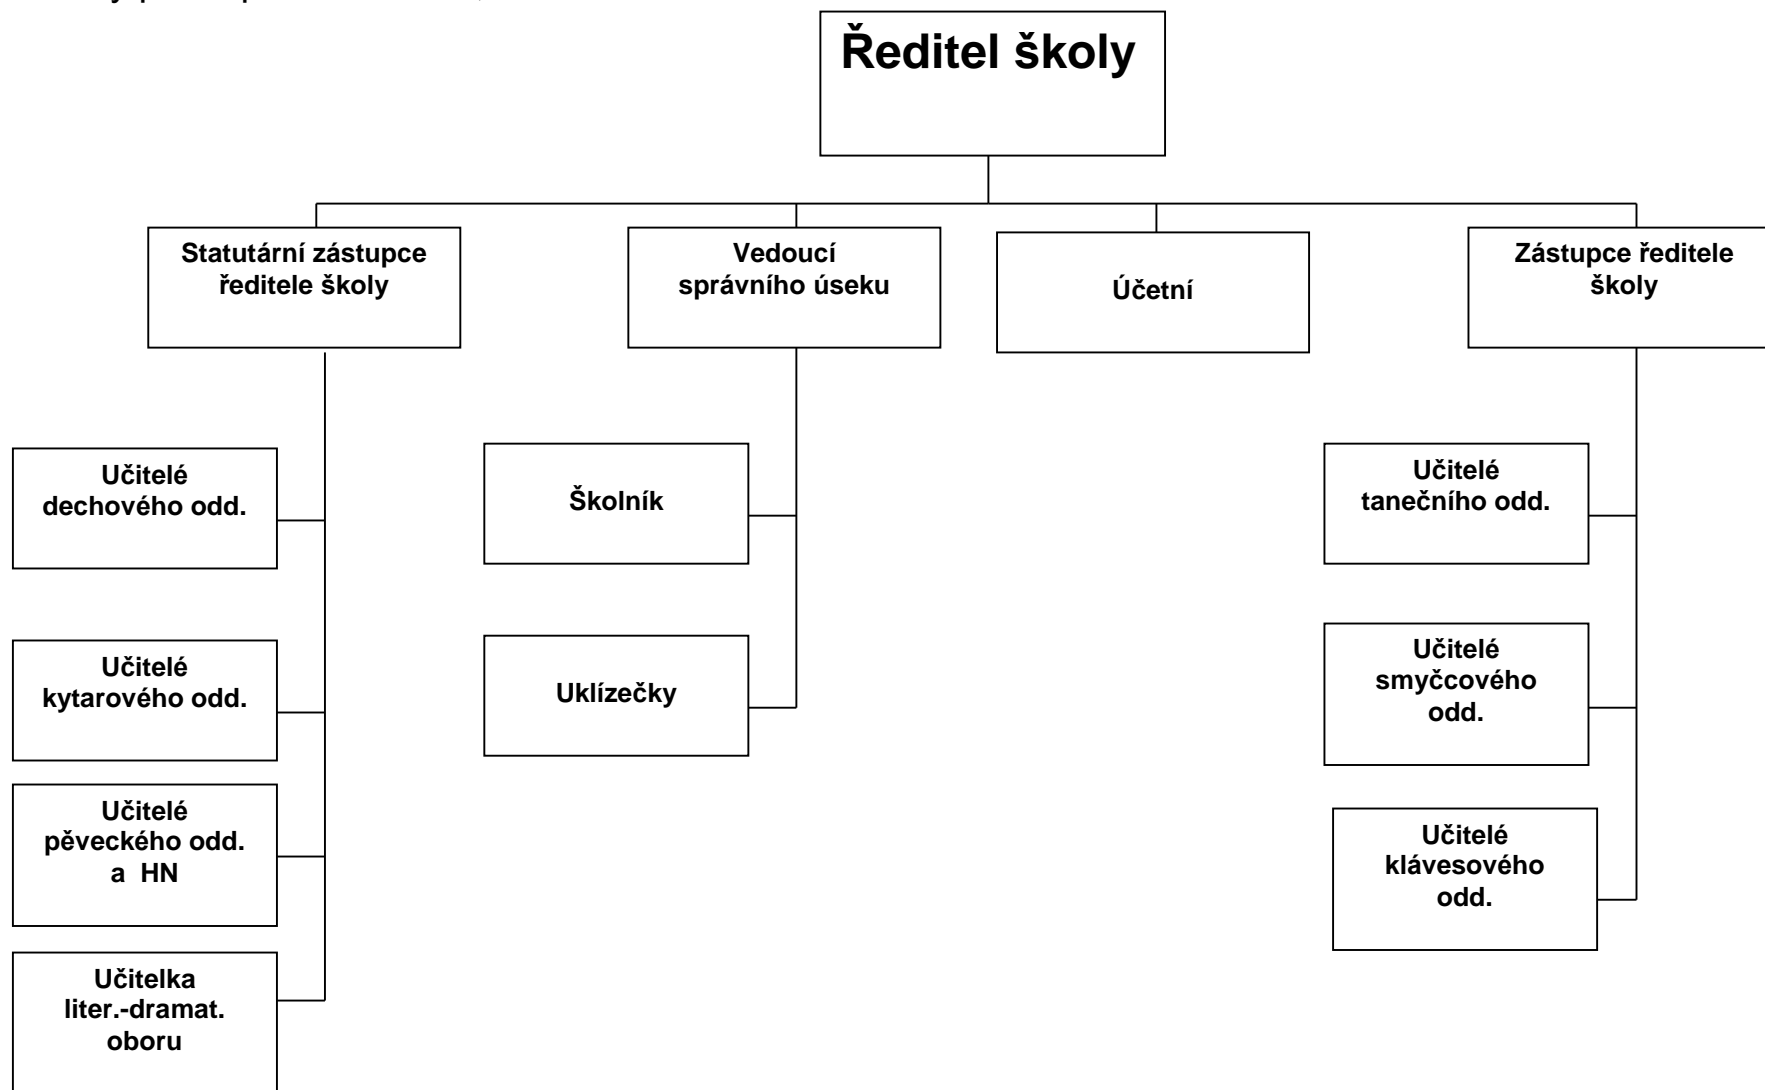 Ředitel školy
Statutární zástupce
ředitele školy
Vedoucí
správního úseku
Účetní
Zástupce ředitele
školy
Učitelé
dechového odd.
Školník
Učitelé
tanečního odd.
Učitelé
kytarového odd.
Uklízečky
Učitelé
smyčcového
odd.
Učitelé
pěveckého odd.
a HN
Učitelé
klávesového
odd.
Učitelka
liter.-dramat.
oboru